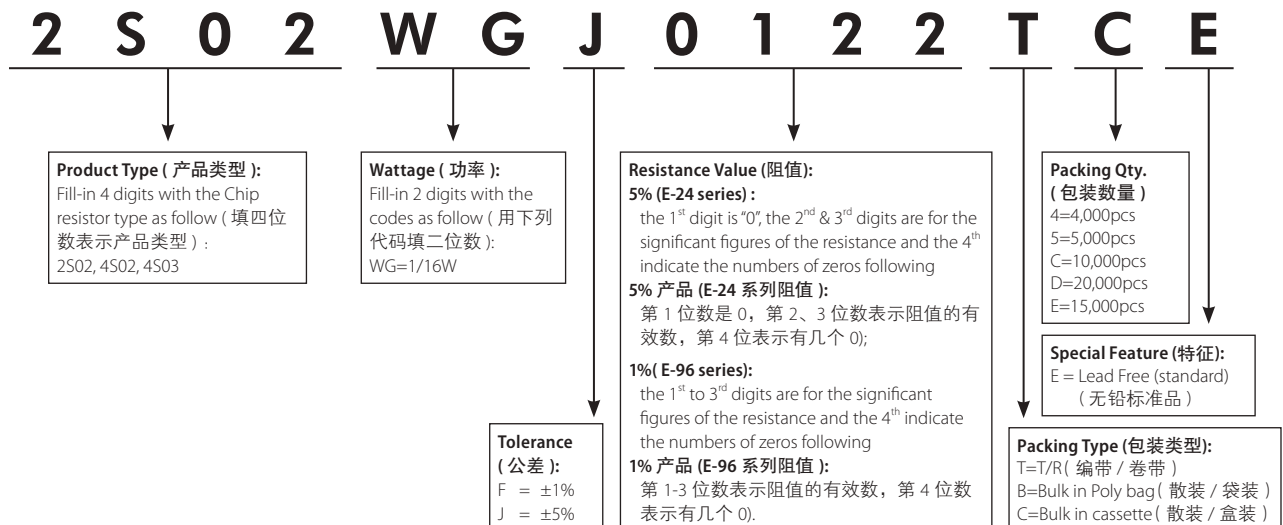 2 S 0 2 W G J 0 1 2 2 T C E
Product Type ( 产品类型 ):
Fill-in 4 digits with the Chip
resistor type as follow ( 填四位
数表示产品类型 ) :
2S02, 4S02, 4S03
Wattage ( 功率 ):
Fill-in 2 digits with the
codes as follow ( 用下列
代码填二位数 ):
WG=1/16W
Tolerance
( 公差 ):
F = ±1%
J = ±5%
Resistance Value (阻值):
5% (E-24 series) :
the 1st digit is "0", the 2nd & 3rd digits are for the
significant figures of the resistance and the 4th
indicate the numbers of zeros following
5% 产品 (E-24 系列阻值 ):
第 1 位数是 0，第 2、3 位数表示阻值的有
效数，第 4 位表示有几个 0);
1%( E-96 series):
the 1st to 3rd digits are for the significant
figures of the resistance and the 4th indicate
the numbers of zeros following
1% 产品 (E-96 系列阻值 ):
第 1-3 位数表示阻值的有效数，第 4 位数
表示有几个 0).
Packing Qty.
( 包装数量 )
4=4,000pcs
5=5,000pcs
C=10,000pcs
D=20,000pcs
E=15,000pcs
Special Feature (特征):
E = Lead Free (standard)
( 无铅标准品 )
Packing Type (包装类型):
T=T/R( 编带 / 卷带 )
B=Bulk in Poly bag( 散装 / 袋装 )
C=Bulk in cassette( 散装 / 盒装 )